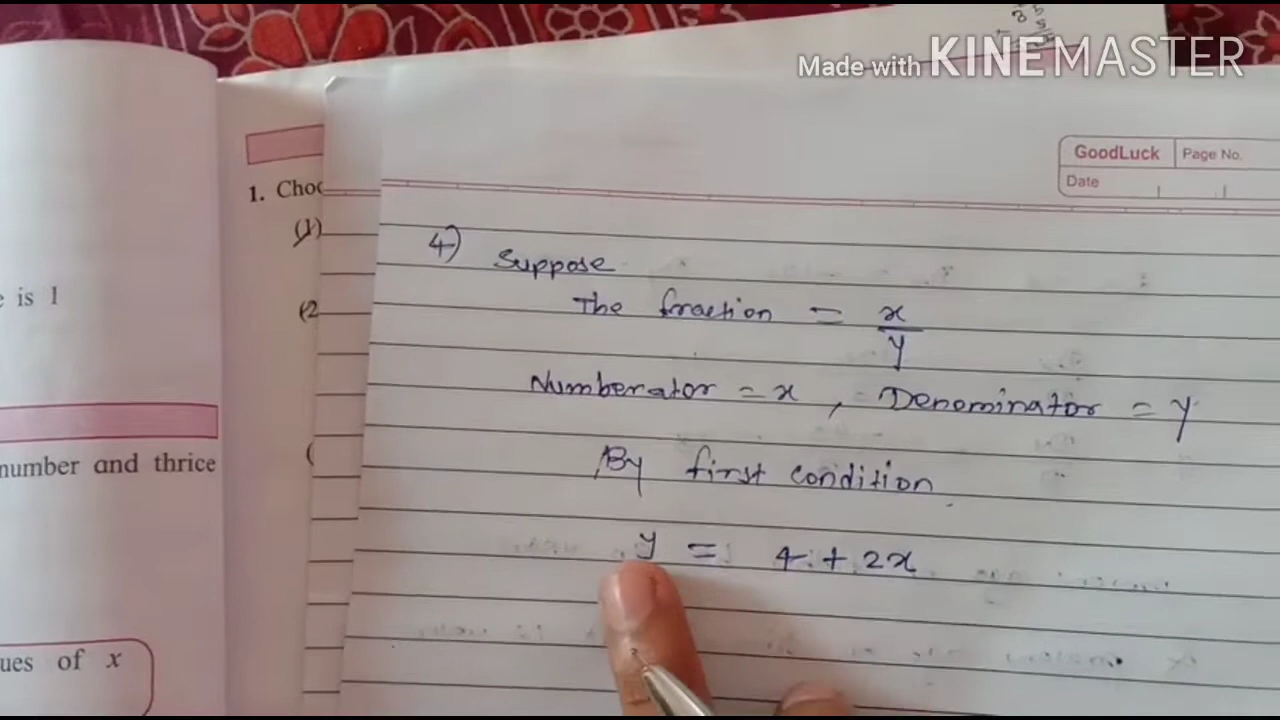 Made with KINEMASTER
GoodLuck Page No.
Date
1. Choo
(1)
(2
is 1
number and thrice
ues of x
4) Suppose
The fraction = x/y
Numberator = x , Denominator = y
By first condition
y = 4 + 2x